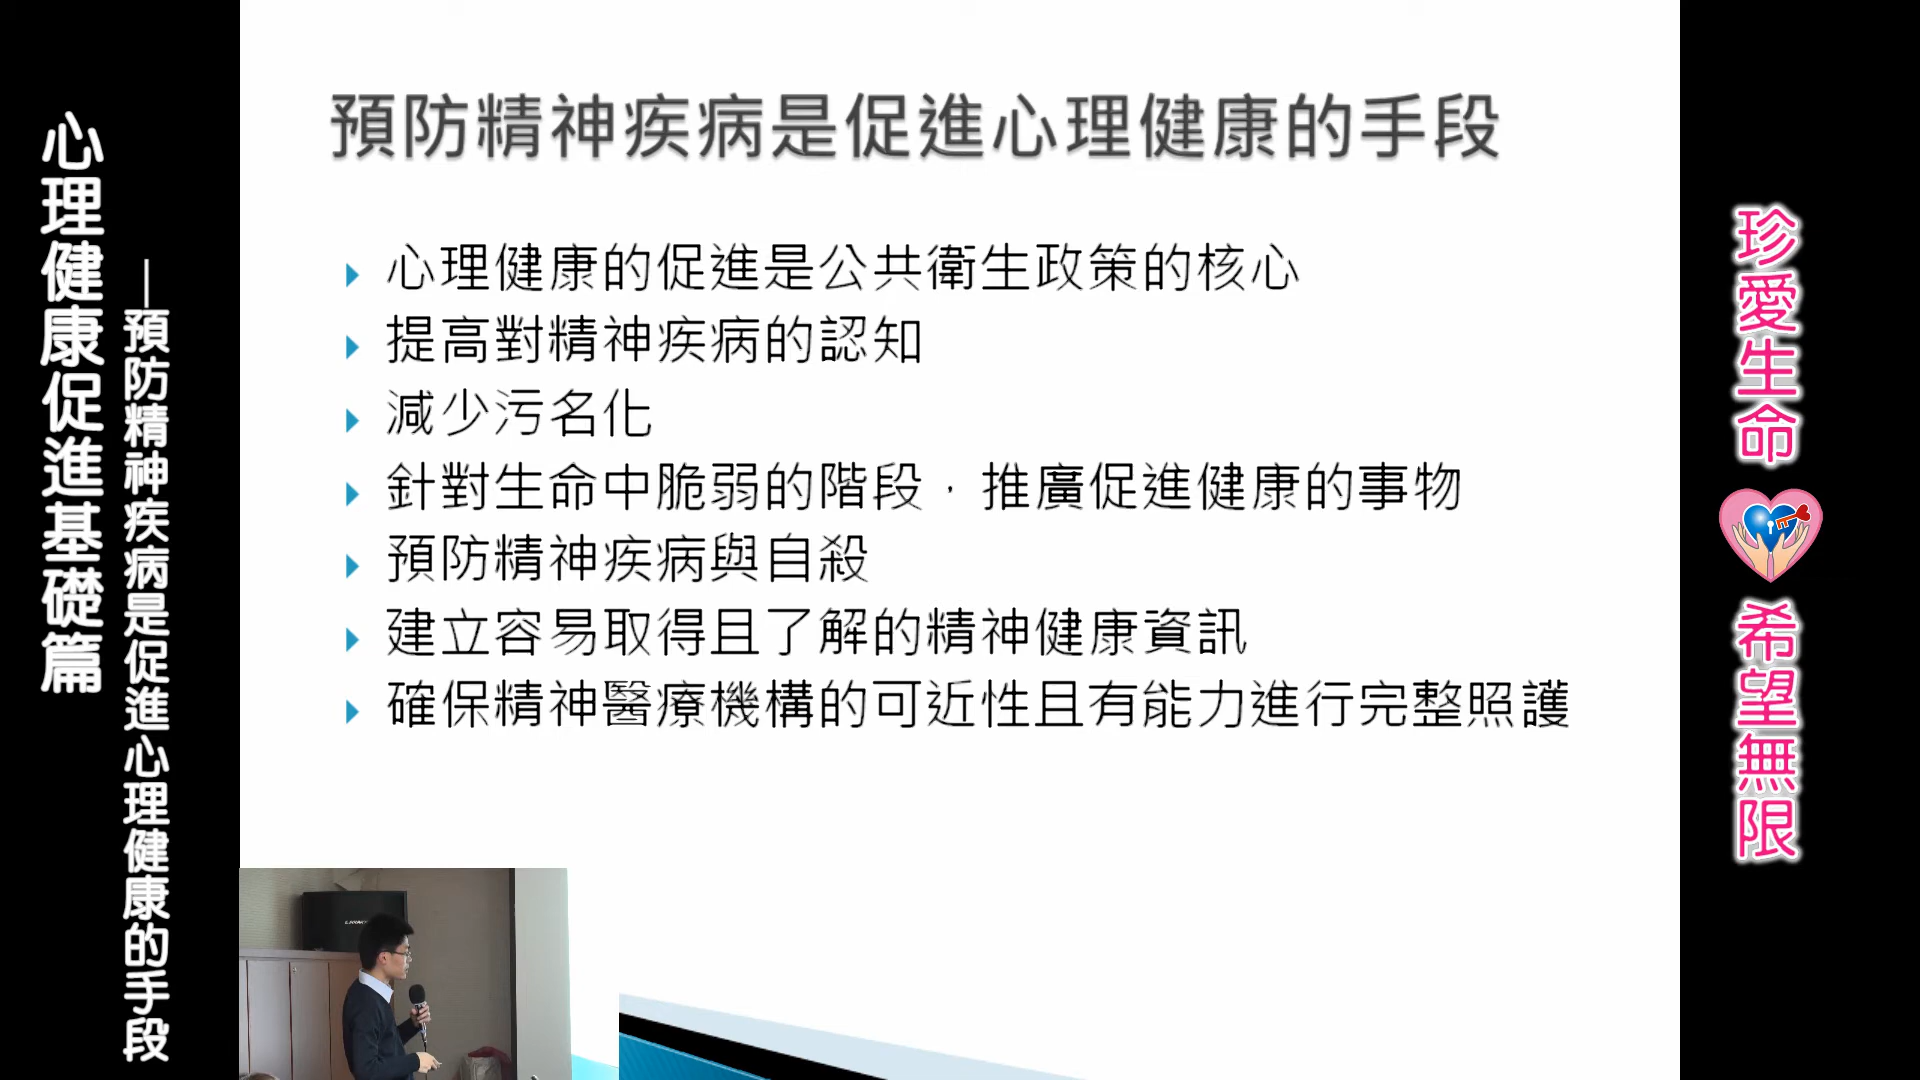 心理健康促進基礎篇
—預防精神疾病是促進心理健康的手段
預防精神疾病是促進心理健康的手段
心理健康的促進是公共衛生政策的核心
提高對精神疾病的認知
減少污名化
針對生命中脆弱的階段，推廣促進健康的事物
預防精神疾病與自殺
建立容易取得且了解的精神健康資訊
確保精神醫療機構的可近性且有能力進行完整照護
珍愛生命
希望無限